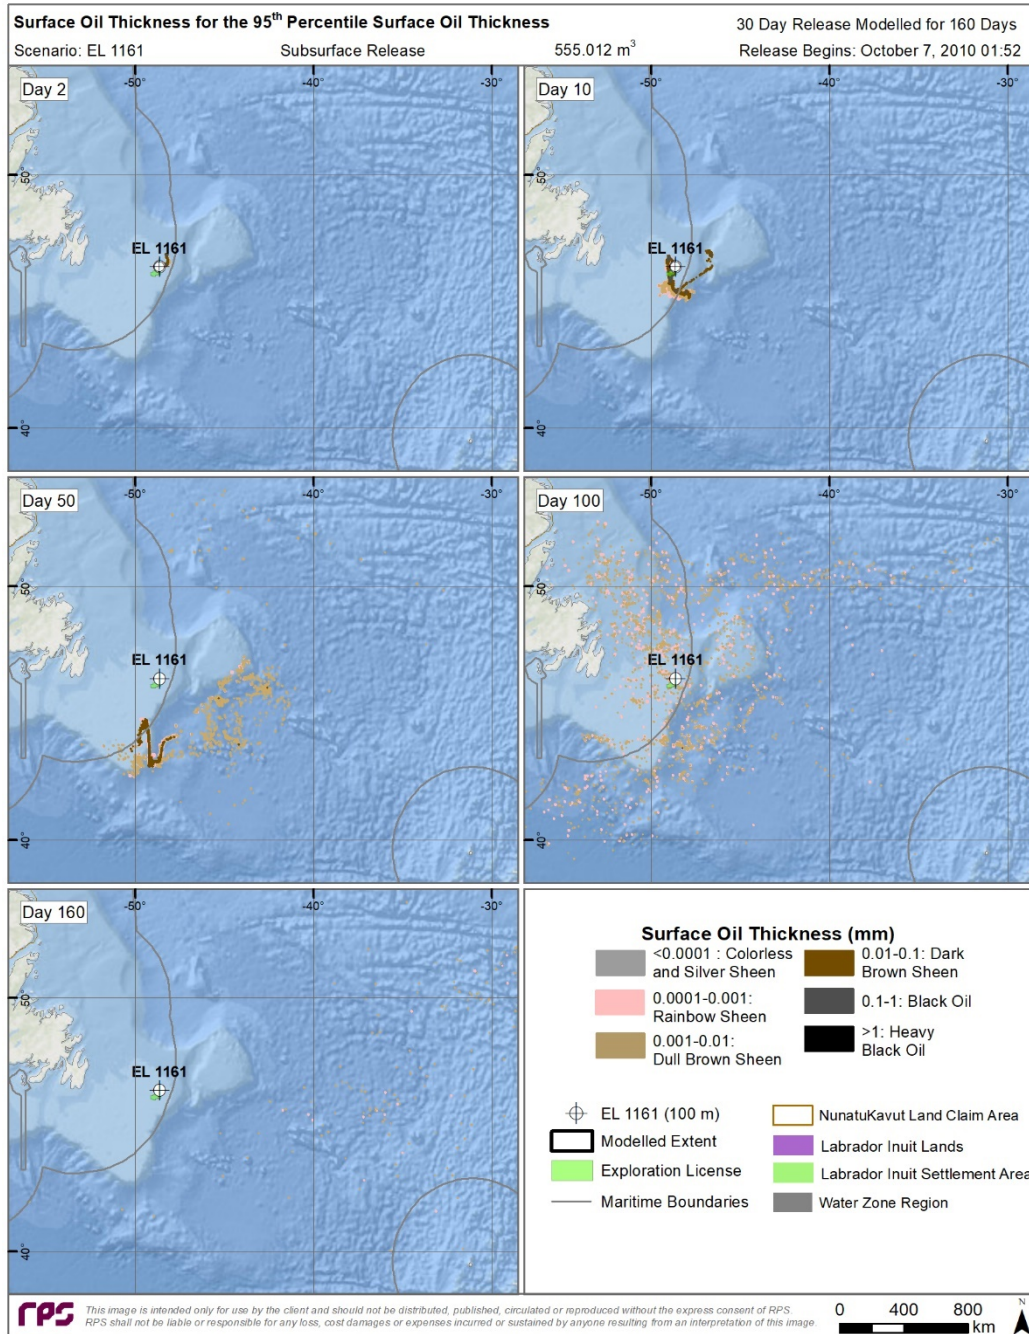 Surface Oil Thickness for the 95th Percentile Surface Oil Thickness
30 Day Release Modelled for 160 Days
Scenario: EL 1161 Subsurface Release 555.012 m³ Release Begins: October 7, 2010 01:52
Day 2
-50° -40° -30°
50°
EL 1161
40°
Day 10
-50° -40° -30°
50°
EL 1161
40°
Day 50
-50° -40° -30°
50°
EL 1161
40°
Day 100
-50° -40° -30°
50°
EL 1161
40°
Day 160
-50° -40° -30°
50°
EL 1161
40°
Surface Oil Thickness (mm)
<0.0001 : Colorless
and Silver Sheen
0.0001-0.001:
Rainbow Sheen
0.001-0.01:
Dull Brown Sheen
0.01-0.1: Dark
Brown Sheen
0.1-1: Black Oil
>1: Heavy
Black Oil
EL 1161 (100 m)
Modelled Extent
Exploration License
Maritime Boundaries
NunatuKavut Land Claim Area
Labrador Inuit Lands
Labrador Inuit Settlement Area
Water Zone Region
rps
This image is intended only for use by the client and should not be distributed, published, circulated or reproduced without the express consent of RPS.
RPS shall not be liable or responsible for any loss, cost damages or expenses incurred or sustained by anyone resulting from an interpretation of this image.
0 400 800
km
N